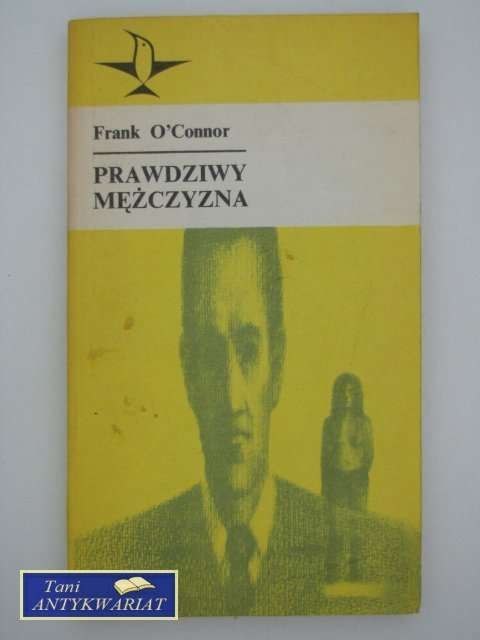 Frank O'Connor
PRAWDZIWY
MĘŻCZYZNA
Tani
ANTYKWARIAT